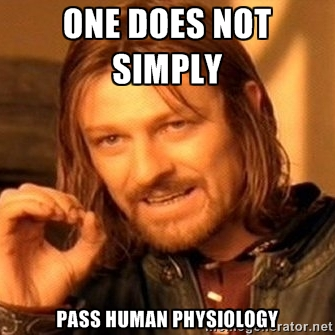 ONE DOES NOT
SIMPLY
PASS HUMAN PHYSIOLOGY